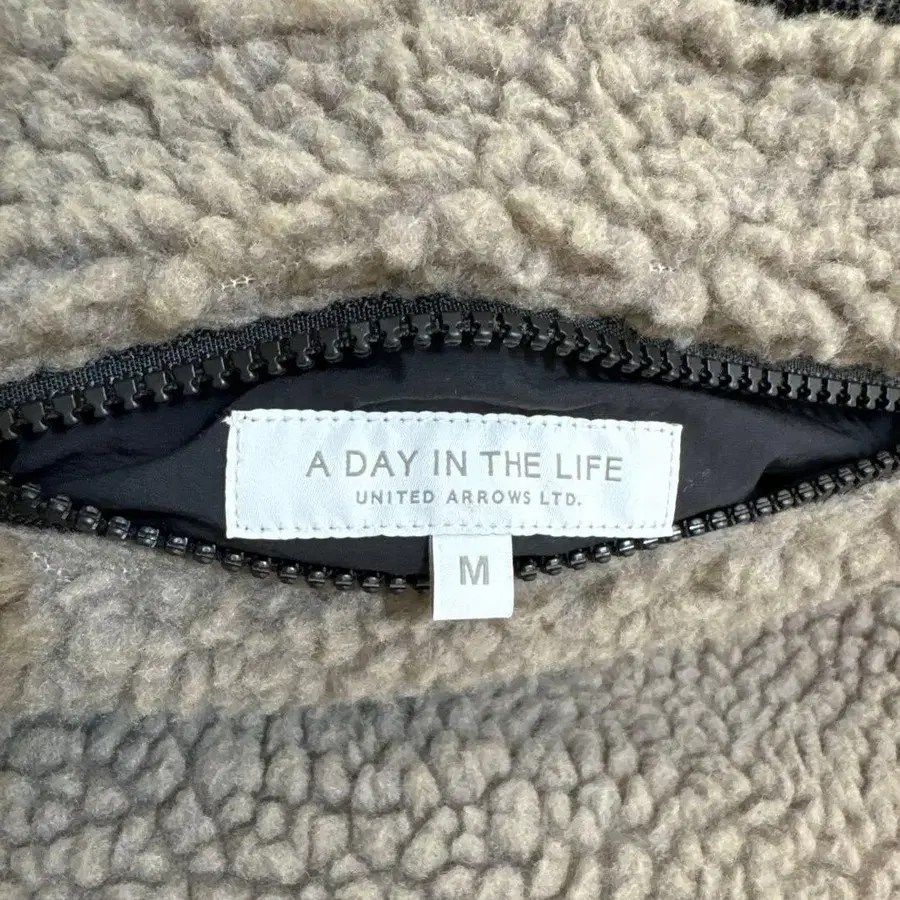 A DAY IN THE LIFE
UNITED ARROWS LTD.
M